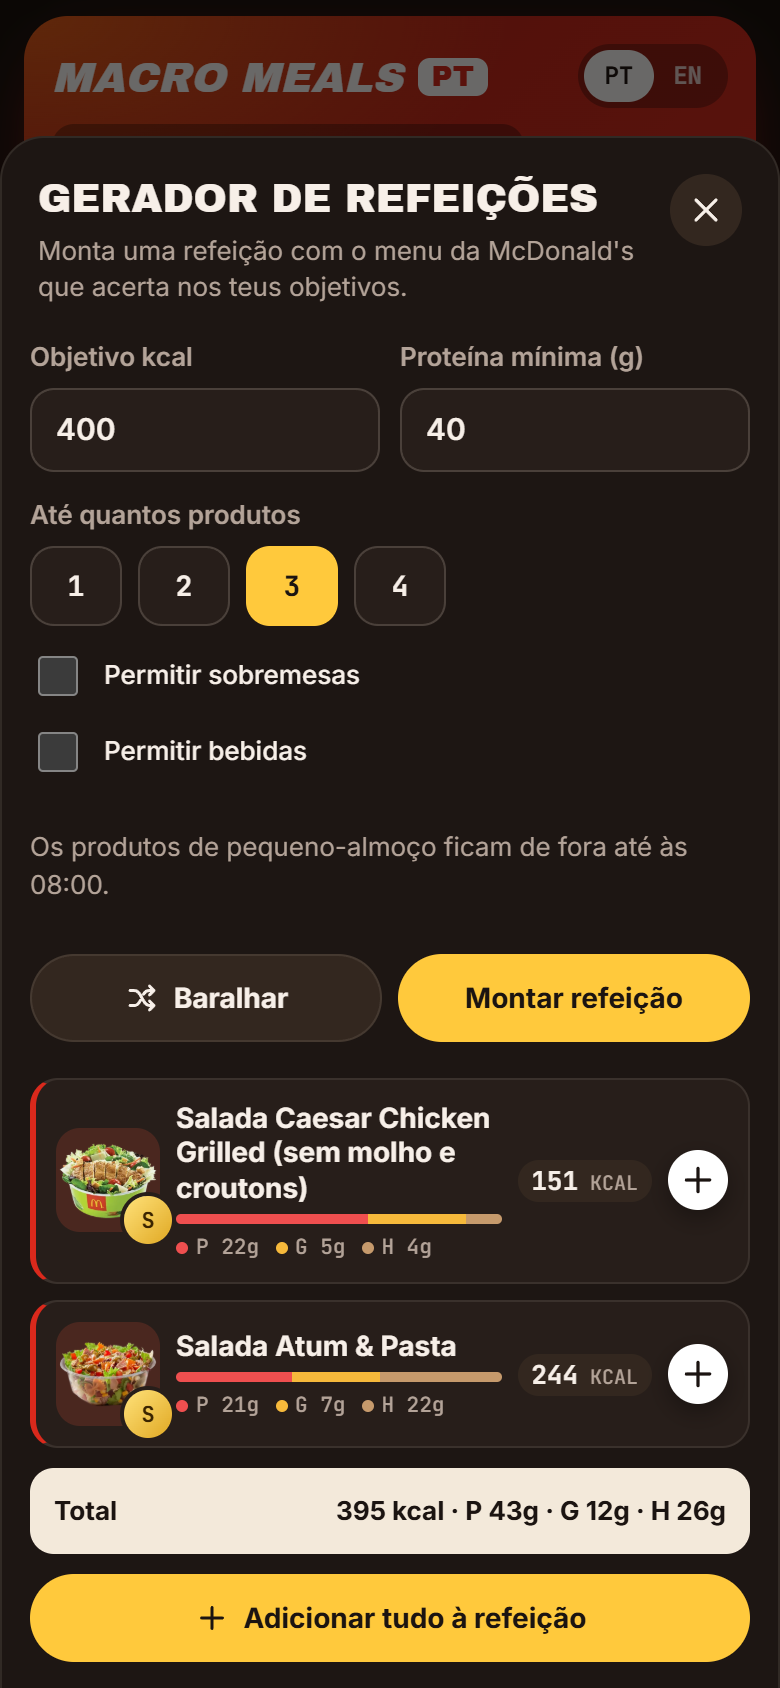 MACRO MEALS PT
PT EN
GERADOR DE REFEIÇÕES
Monta uma refeição com o menu da McDonald's
que acerta nos teus objetivos.
Objetivo kcal
Proteína mínima (g)
400
40
Até quantos produtos
1 2 3 4
Permitir sobremesas
Permitir bebidas
Os produtos de pequeno-almoço ficam de fora até às
08:00.
Baralhar
Montar refeição
Salada Caesar Chicken
Grilled (sem molho e
croutons)
S
P 22g G 5g H 4g
151 KCAL
Salada Atum & Pasta
S
P 21g G 7g H 22g
244 KCAL
Total
395 kcal · P 43g · G 12g · H 26g
Adicionar tudo à refeição